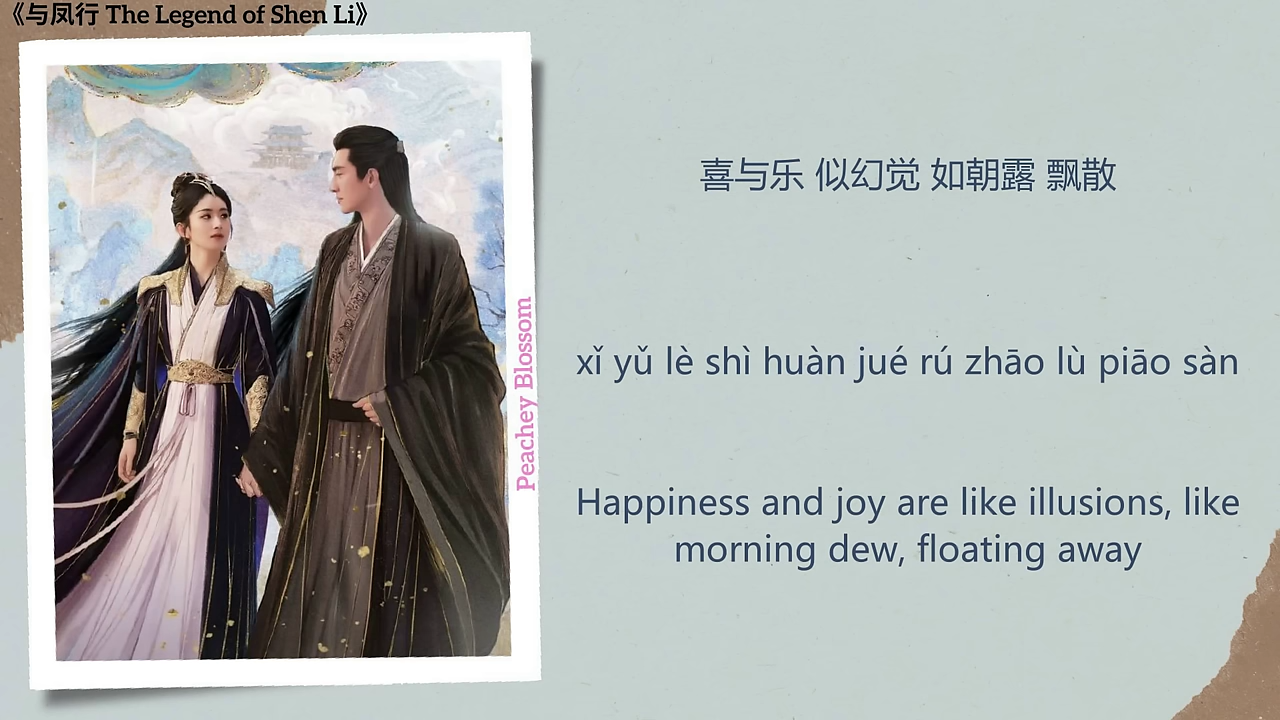 《与凤行 The Legend of Shen Li》
Peachey Blossom
喜与乐 似幻觉 如朝露 飘散
xǐ yǔ lè shì huàn jué rú zhāo lù piāo sàn
Happiness and joy are like illusions, like
morning dew, floating away